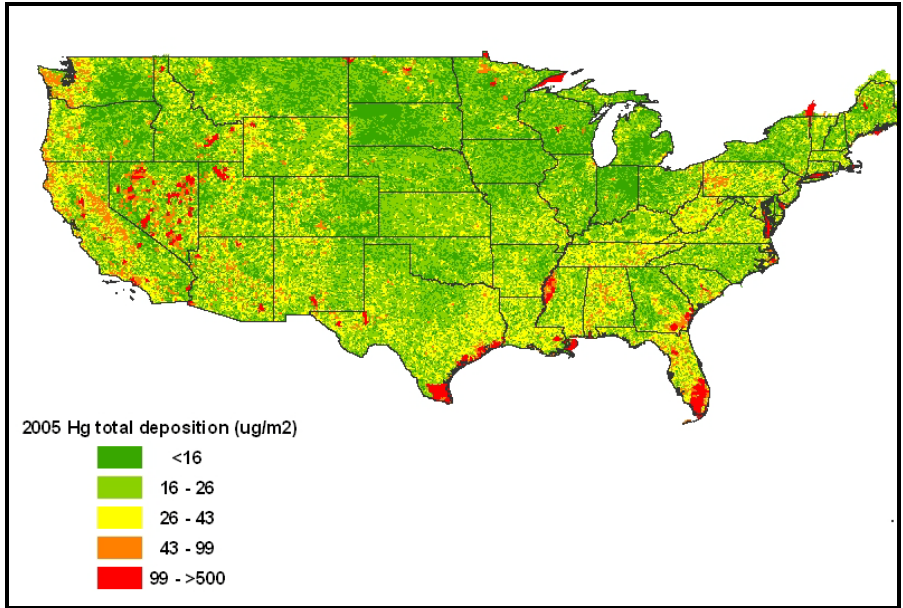 2005 Hg total deposition (ug/m2)
<16
16 - 26
26 - 43
43 - 99
99 - >500